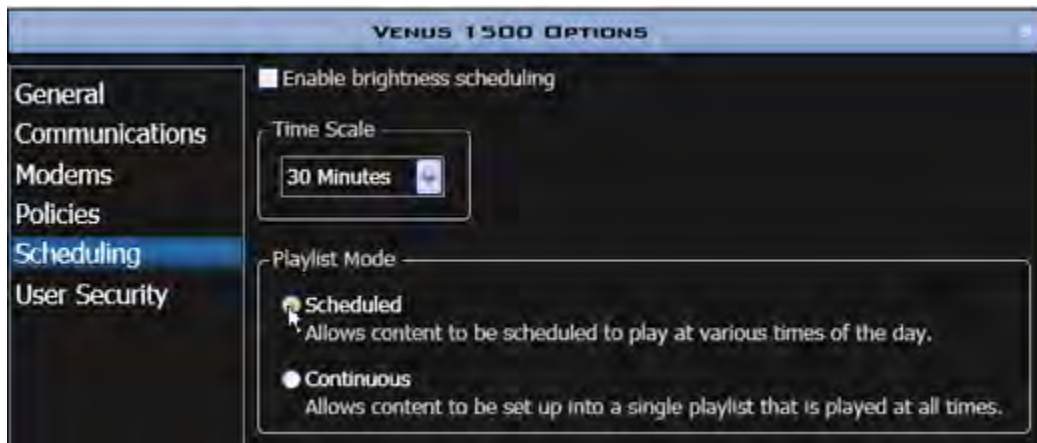 VENUS 1500 OPTIONS
General
Communications
Modems
Policies
Scheduling
User Security
Enable brightness scheduling
Time Scale
30 Minutes
Playlist Mode
Scheduled
Allows content to be scheduled to play at various times of the day.
Continuous
Allows content to be set up into a single playlist that is played at all times.